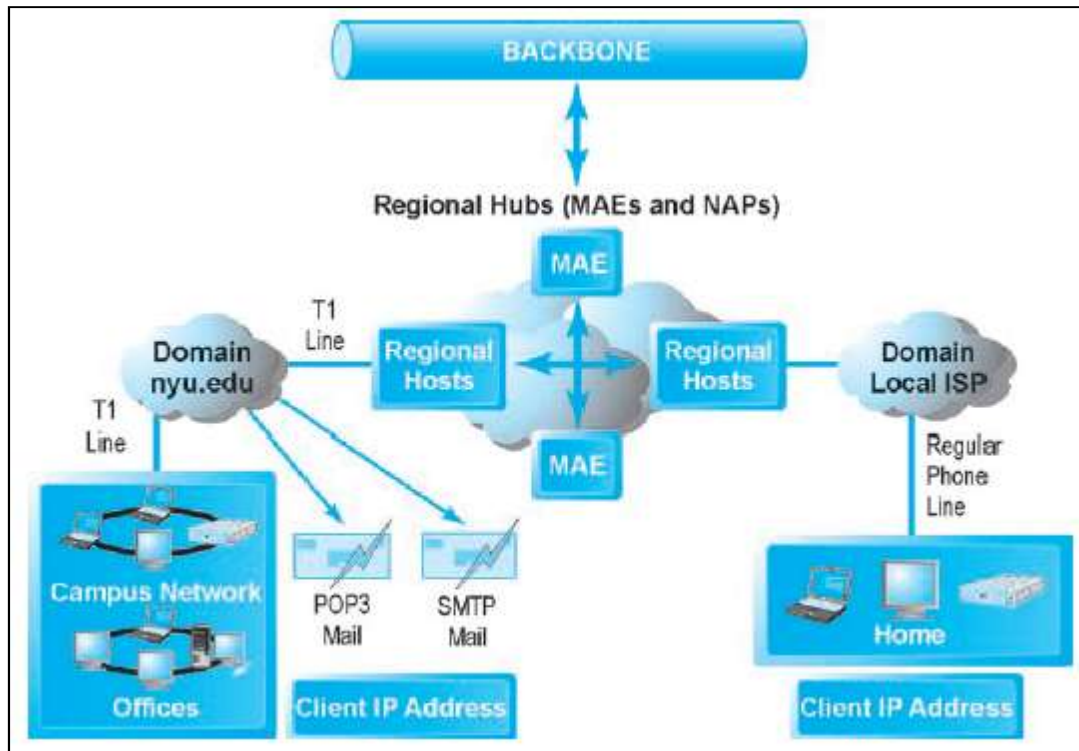 BACKBONE
Regional Hubs (MAEs and NAPs)
MAE
T1
Line
Domain
nyu.edu
Regional
Hosts
Regional
Hosts
Domain
Local ISP
T1
Line
MAE
Regular
Phone
Line
Campus Network
Offices
POP3
Mail
SMTP
Mail
Home
Client IP Address
Client IP Address